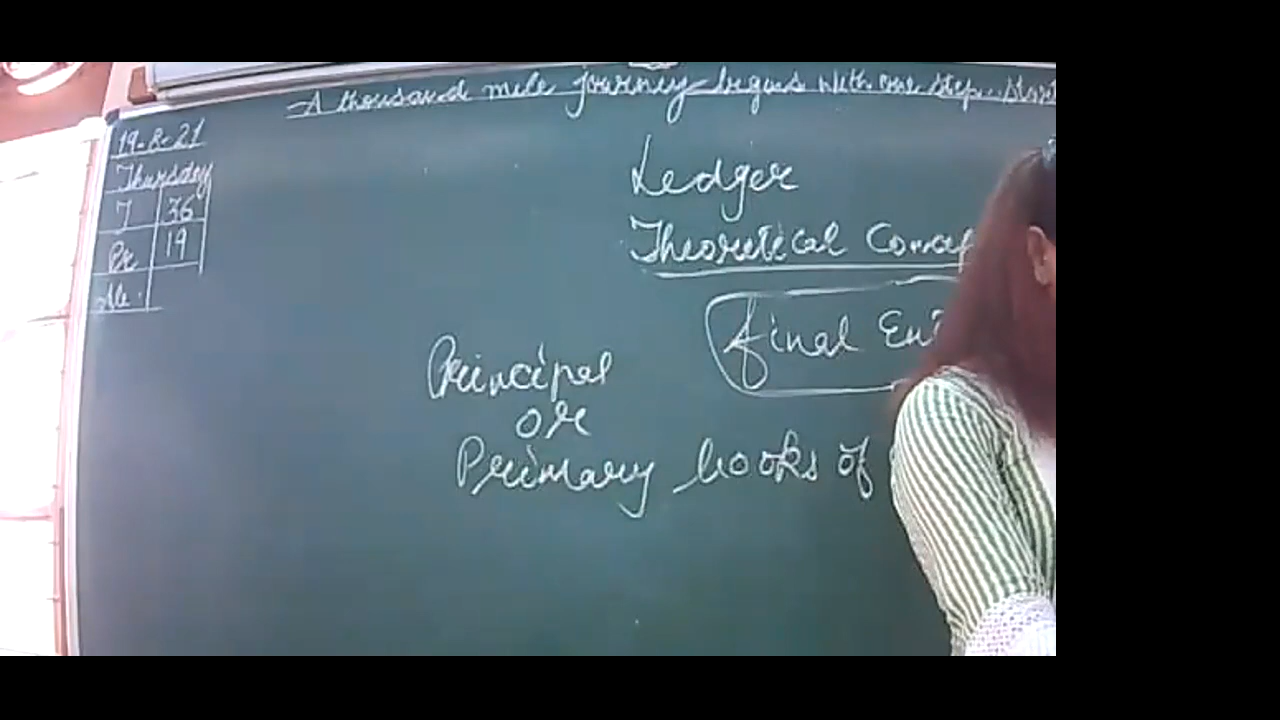 A thousand mile journey begins with one step..
19-8-21
Thursday
T 36
Pr 19
Ab.
Ledger
Theoretical
Final
Principal
or
Primary books of